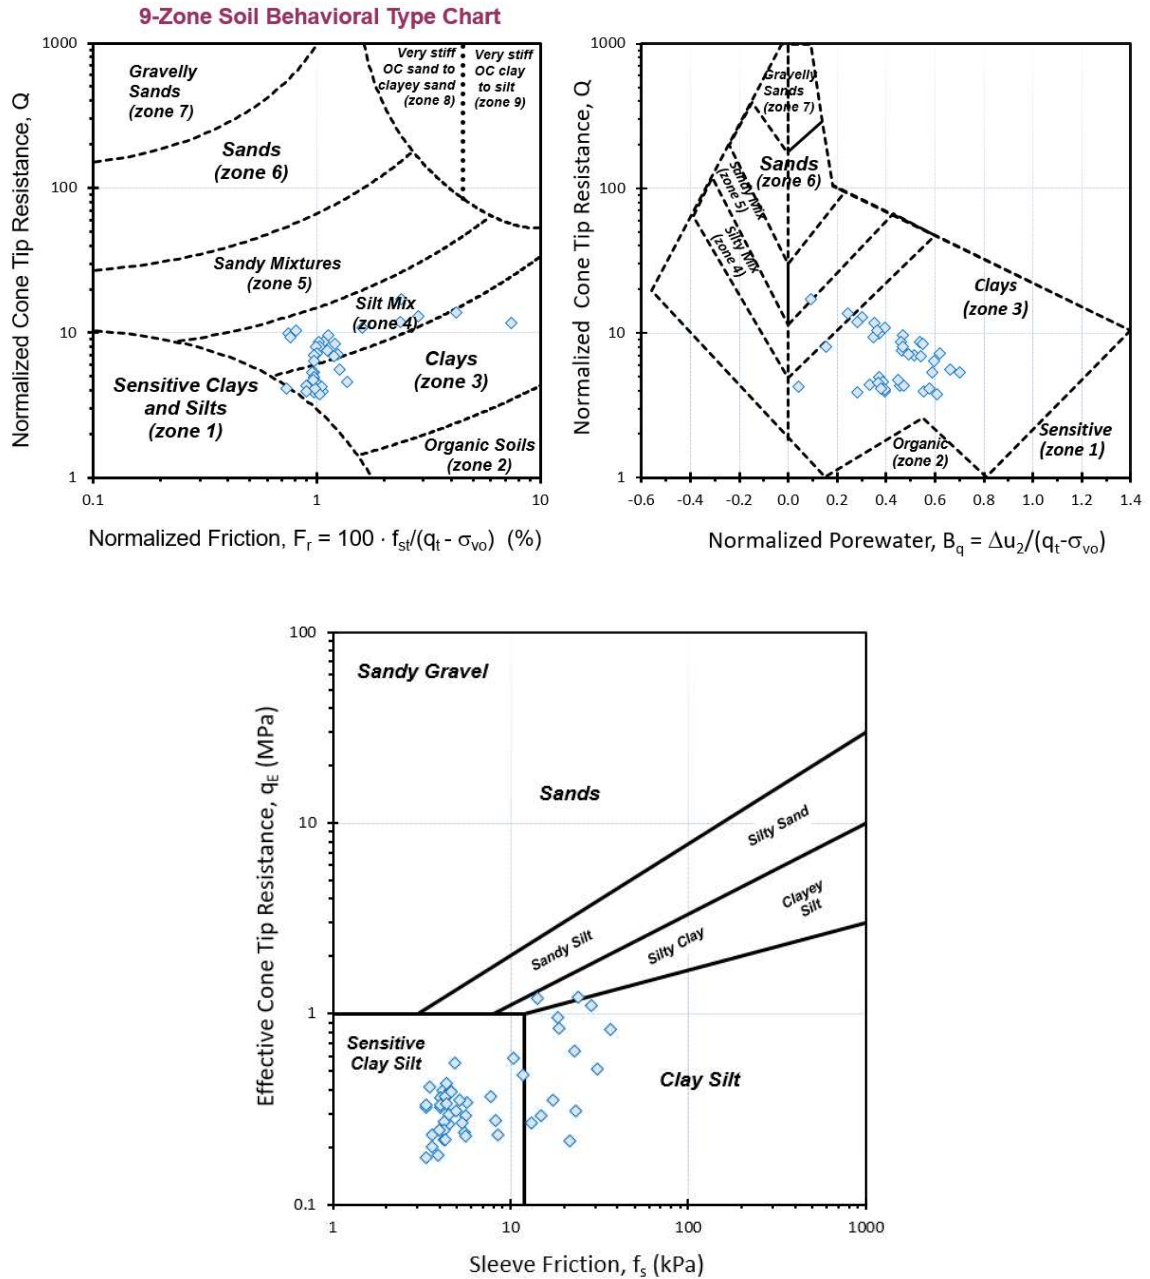 9-Zone Soil Behavioral Type Chart
Normalized Cone Tip Resistance, Q
1000
100
10
1
Gravelly
Sands
(zone 7)
Very stiff
OC sand to
clayey sand
(zone 8)
Very stiff
OC clay
to silt
(zone 9)
Sands
(zone 6)
Sandy Mixtures
(zone 5)
Silt Mix
(zone 4)
Clays
(zone 3)
Sensitive Clays
and Silts
(zone 1)
Organic Soils
(zone 2)
0.1
1
10
Normalized Friction, Fr = 100 · fst/(qt - σvo) (%)
Normalized Cone Tip Resistance, Q
1000
100
10
1
Gravelly
Sands
(zone 7)
Sands
(zone 6)
Sandy Mix
(zone 5)
Silty Mix
(zone 4)
Clays
(zone 3)
Organic
(zone 2)
Sensitive
(zone 1)
-0.6
-0.4
-0.2
0.0
0.2
0.4
0.6
0.8
1.0
1.2
1.4
Normalized Porewater, Bq = Δu2/(qt-σvo)
Effective Cone Tip Resistance, qE (MPa)
100
10
1
0.1
Sandy Gravel
Sands
Silty Sand
Clayey
Silt
Sandy Silt
Silty Clay
Sensitive
Clay Silt
Clay Silt
1
10
100
1000
Sleeve Friction, fs (kPa)